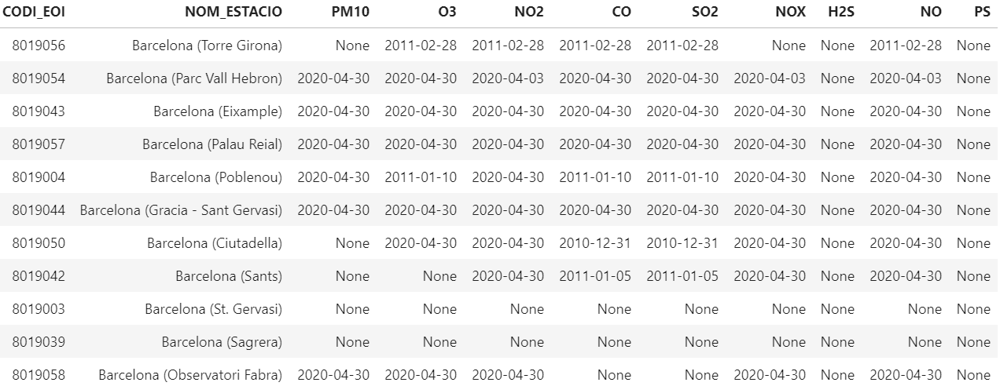 CODI_EOI NOM_ESTACIO PM10 O3 NO2 CO SO2 NOX H2S NO PS
8019056 Barcelona (Torre Girona) None 2011-02-28 2011-02-28 2011-02-28 2011-02-28 None None 2011-02-28 None
8019054 Barcelona (Parc Vall Hebron) 2020-04-30 2020-04-30 2020-04-03 2020-04-30 2020-04-30 2020-04-03 None 2020-04-03 None
8019043 Barcelona (Eixample) 2020-04-30 2020-04-30 2020-04-30 2020-04-30 2020-04-30 2020-04-30 None 2020-04-30 None
8019057 Barcelona (Palau Reial) 2020-04-30 2020-04-30 2020-04-30 2020-04-30 2020-04-30 2020-04-30 None 2020-04-30 None
8019004 Barcelona (Poblenou) 2020-04-30 2011-01-10 2020-04-30 2011-01-10 2011-01-10 2020-04-30 None 2020-04-30 None
8019044 Barcelona (Gracia - Sant Gervasi) 2020-04-30 2020-04-30 2020-04-30 2020-04-30 2020-04-30 2020-04-30 None 2020-04-30 None
8019050 Barcelona (Ciutadella) None 2020-04-30 2020-04-30 2010-12-31 2010-12-31 2020-04-30 None 2020-04-30 None
8019042 Barcelona (Sants) None None 2020-04-30 2011-01-05 2011-01-05 2020-04-30 None 2020-04-30 None
8019003 Barcelona (St. Gervasi) None None None None None None None None None
8019039 Barcelona (Sagrera) None None None None None None None None None
8019058 Barcelona (Observatori Fabra) 2020-04-30 2020-04-30 2020-04-30 None None 2020-04-30 None 2020-04-30 None